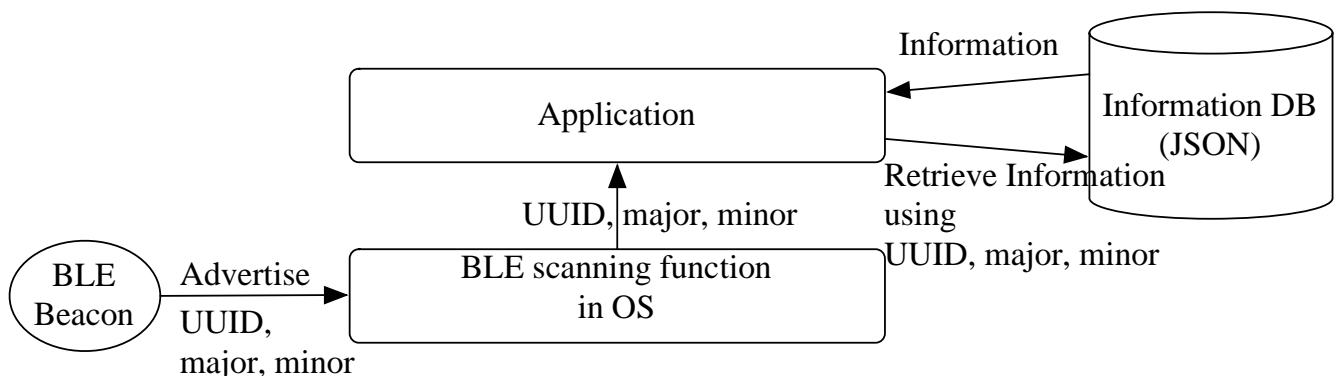 Information
Application
Information DB
(JSON)
Retrieve Information
using
UUID, major, minor
UUID, major, minor
BLE scanning function
in OS
BLE
Beacon
Advertise
UUID,
major, minor